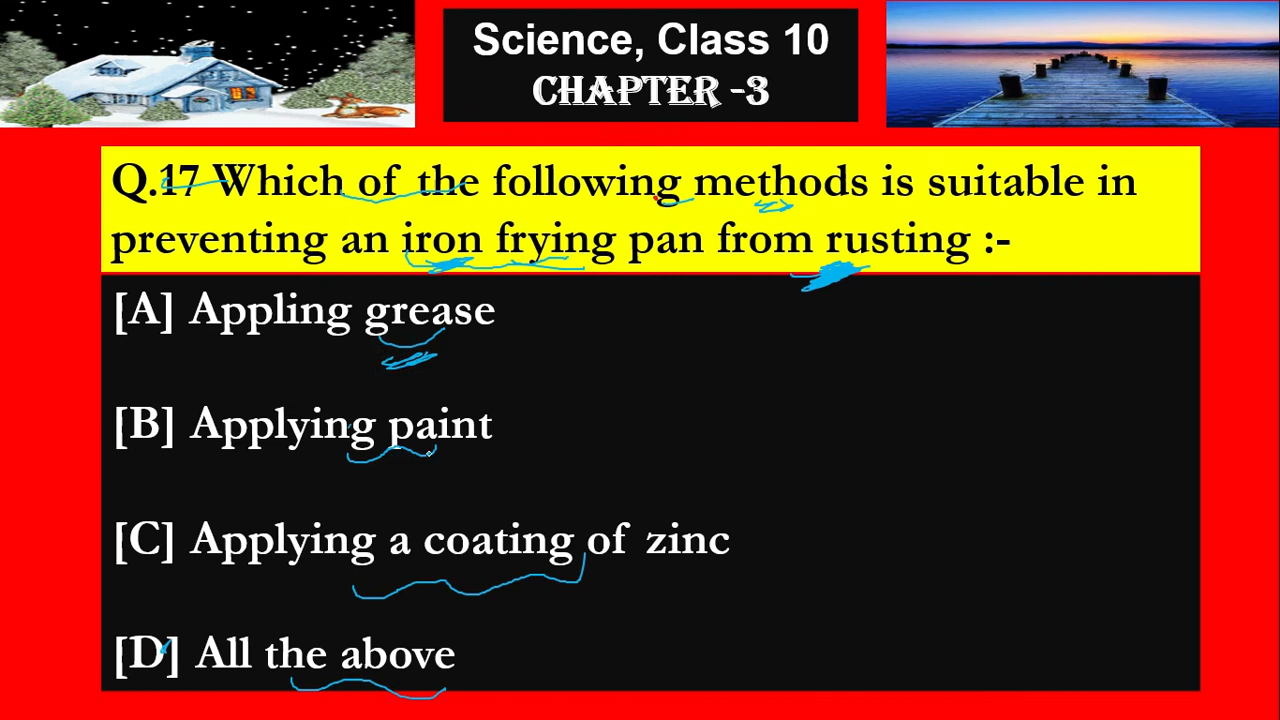 Science, Class 10
CHAPTER -3
Q.17 Which of the following methods is suitable in
preventing an iron frying pan from rusting :-
[A] Appling grease
[B] Applying paint
[C] Applying a coating of zinc
[D] All the above